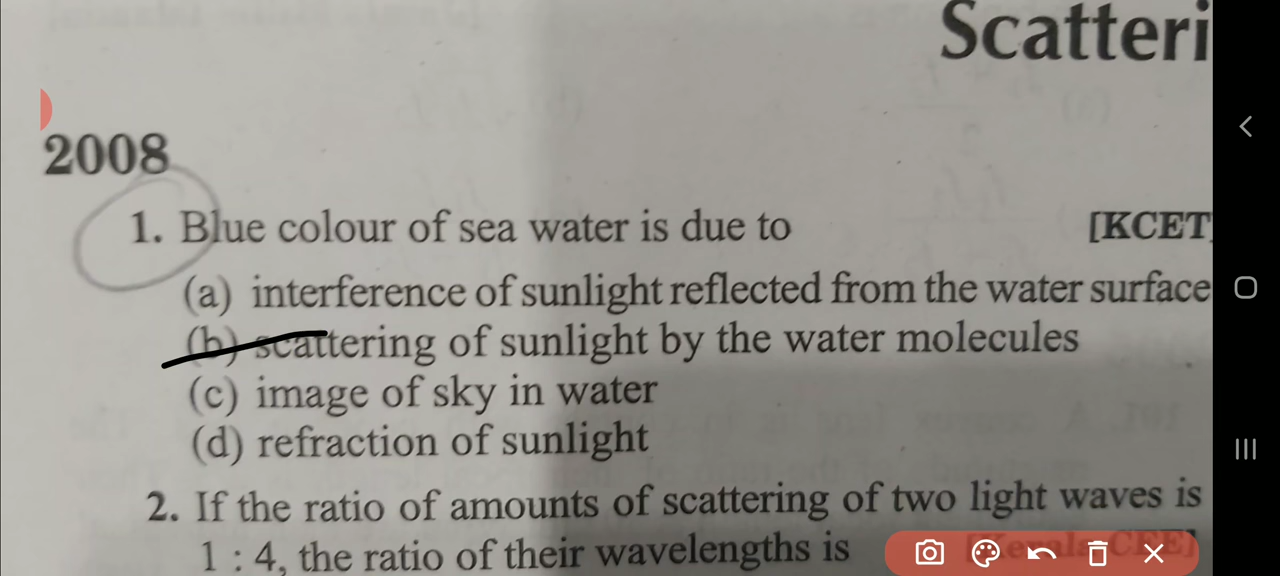 Scatteri
2008
1. Blue colour of sea water is due to [KCET
(a) interference of sunlight reflected from the water surface
(b) scattering of sunlight by the water molecules
(c) image of sky in water
(d) refraction of sunlight
2. If the ratio of amounts of scattering of two light waves is
1 : 4, the ratio of their wavelengths is [Kerala CEE]